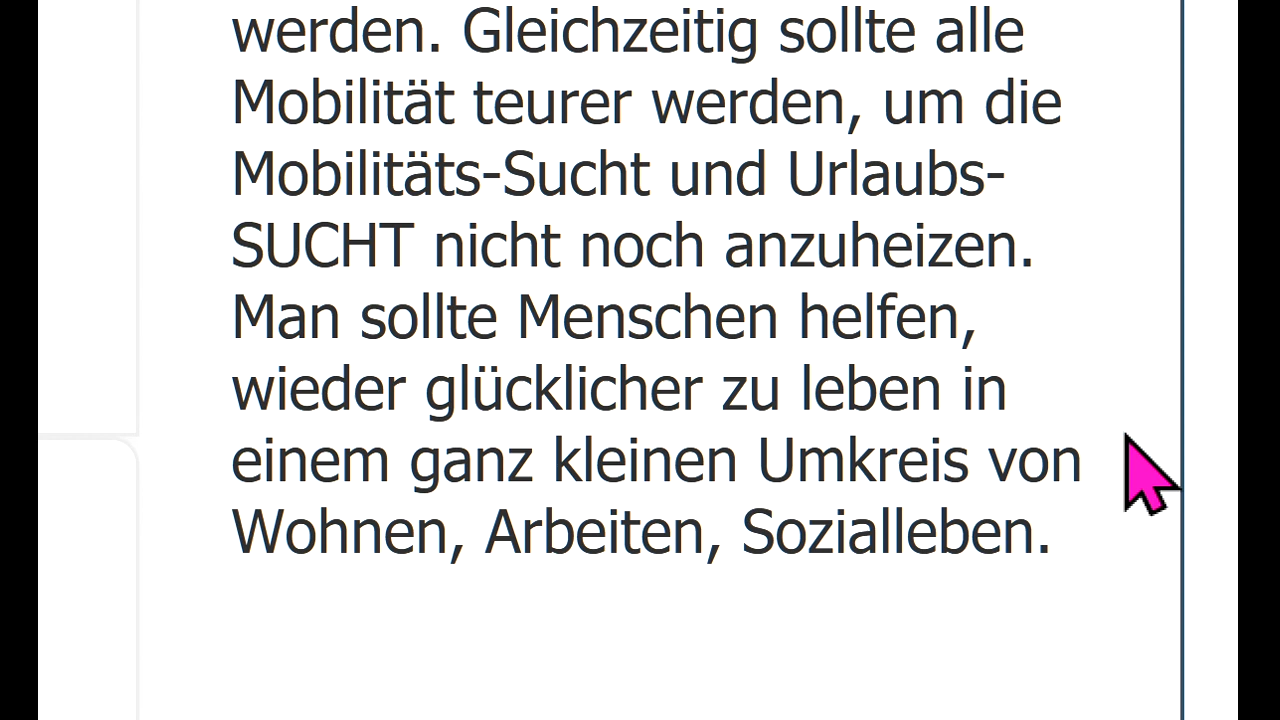 werden. Gleichzeitig sollte alle
Mobilität teurer werden, um die
Mobilitäts-Sucht und Urlaubs-
SUCHT nicht noch anzuheizen.
Man sollte Menschen helfen,
wieder glücklicher zu leben in
einem ganz kleinen Umkreis von
Wohnen, Arbeiten, Sozialleben.